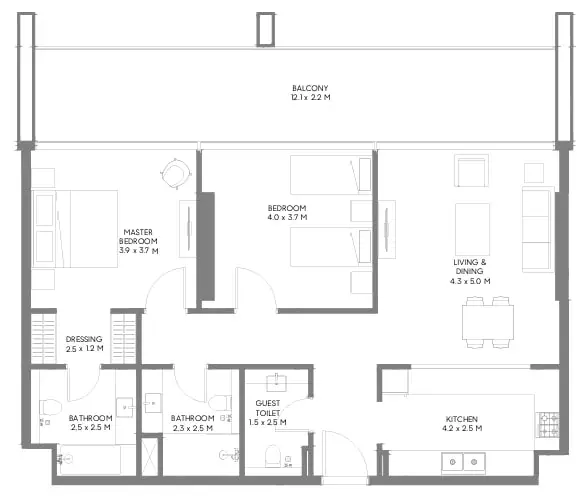 BALCONY
12.1 x 2.2 M
MASTER
BEDROOM
3.9 x 3.7 M
BEDROOM
4.0 x 3.7 M
LIVING &
DINING
4.3 x 5.0 M
DRESSING
2.5 x 1.2 M
BATHROOM
2.5 x 2.5 M
BATHROOM
2.3 x 2.5 M
GUEST
TOILET
1.5 x 2.5 M
KITCHEN
4.2 x 2.5 M